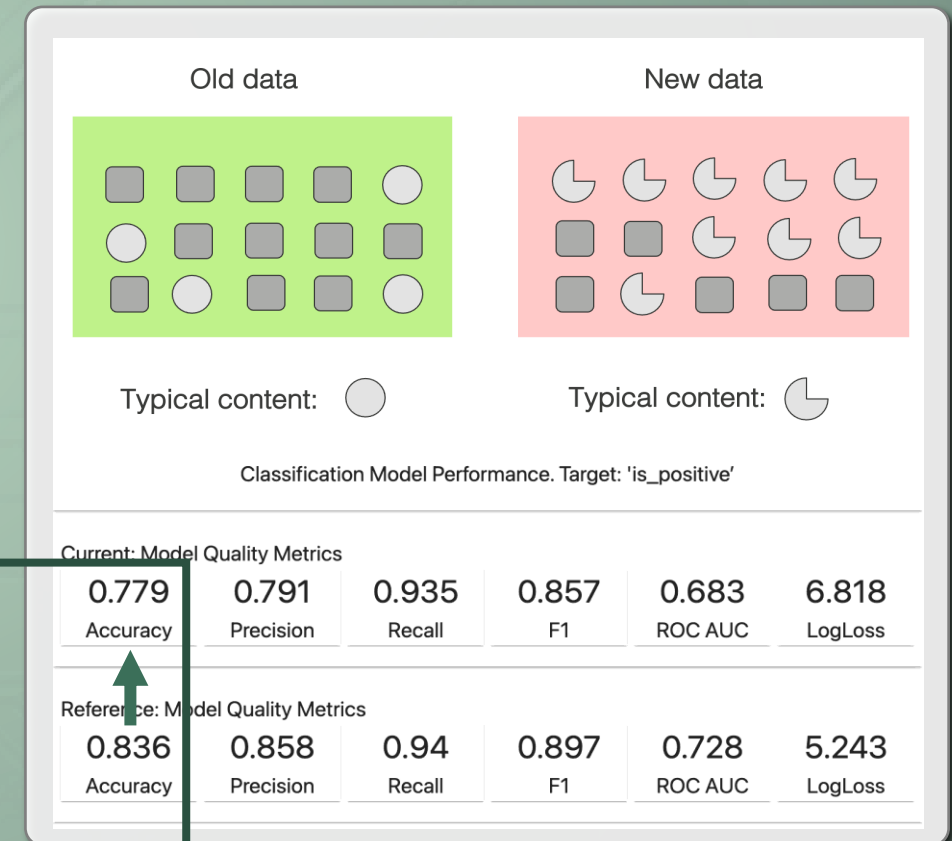 Old data
New data
Typical content:
Typical content:
Classification Model Performance. Target: 'is_positive’
Current: Model Quality Metrics
0.779 0.791 0.935 0.857 0.683 6.818
Accuracy Precision Recall F1 ROC AUC LogLoss
Reference: Model Quality Metrics
0.836 0.858 0.94 0.897 0.728 5.243
Accuracy Precision Recall F1 ROC AUC LogLoss